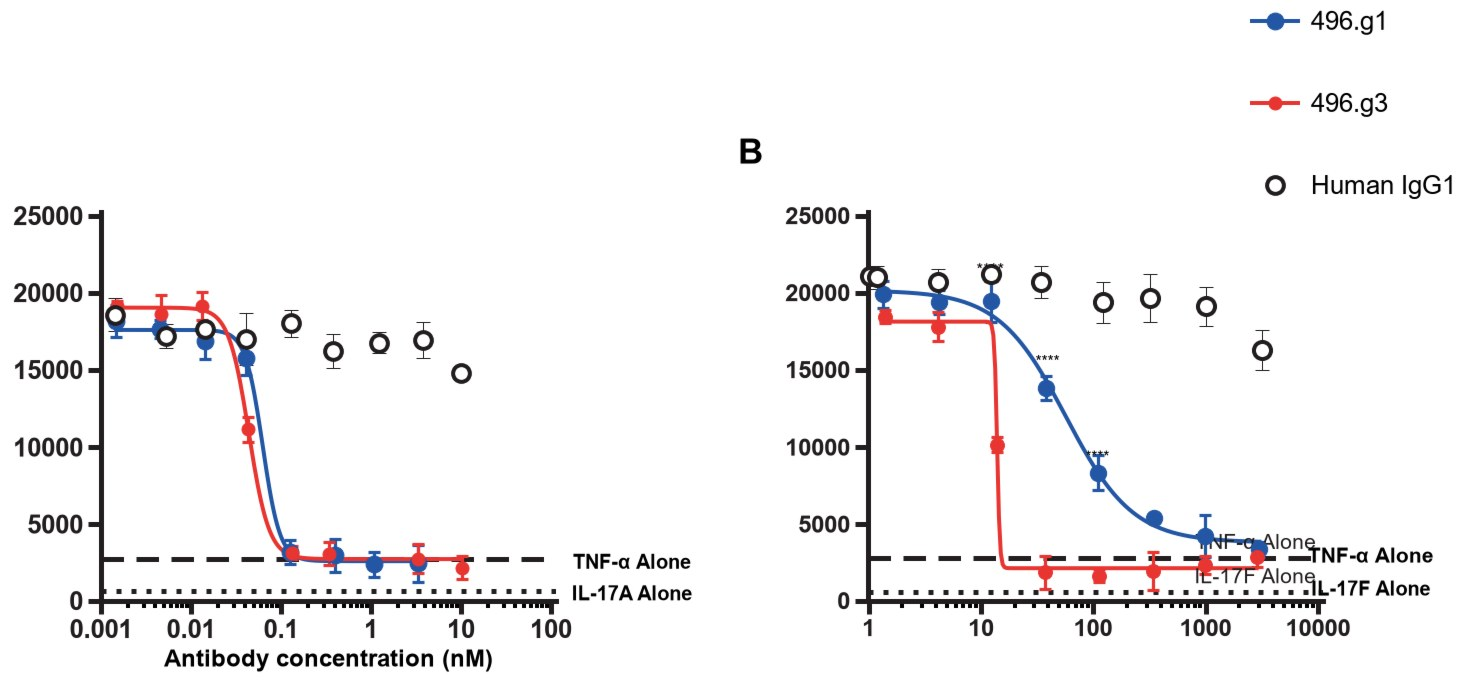 496.g1
496.g3
B
Human IgG1
25000
20000
15000
10000
5000
0
TNF-α Alone
IL-17A Alone
0.001 0.01 0.1 1 10 100
Antibody concentration (nM)
25000
20000
15000
10000
5000
0
****
****
****
TNF-α Alone
TNF-α Alone
IL-17F Alone
IL-17F Alone
1 10 100 1000 10000